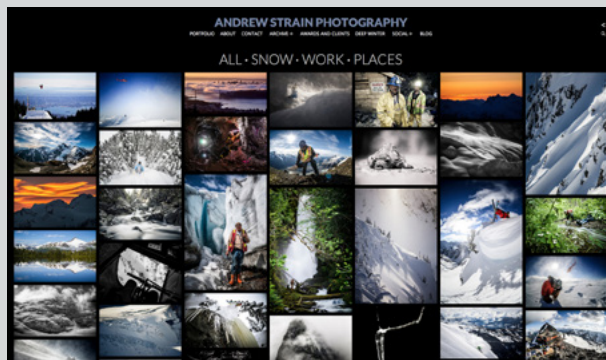 ANDREW STRAIN PHOTOGRAPHY
PORTFOLIO ABOUT CONTACT ARCHIVE AWARDS AND CLIENTS DEEP WINTER SOCIAL BLOG
ALL · SNOW · WORK · PLACES